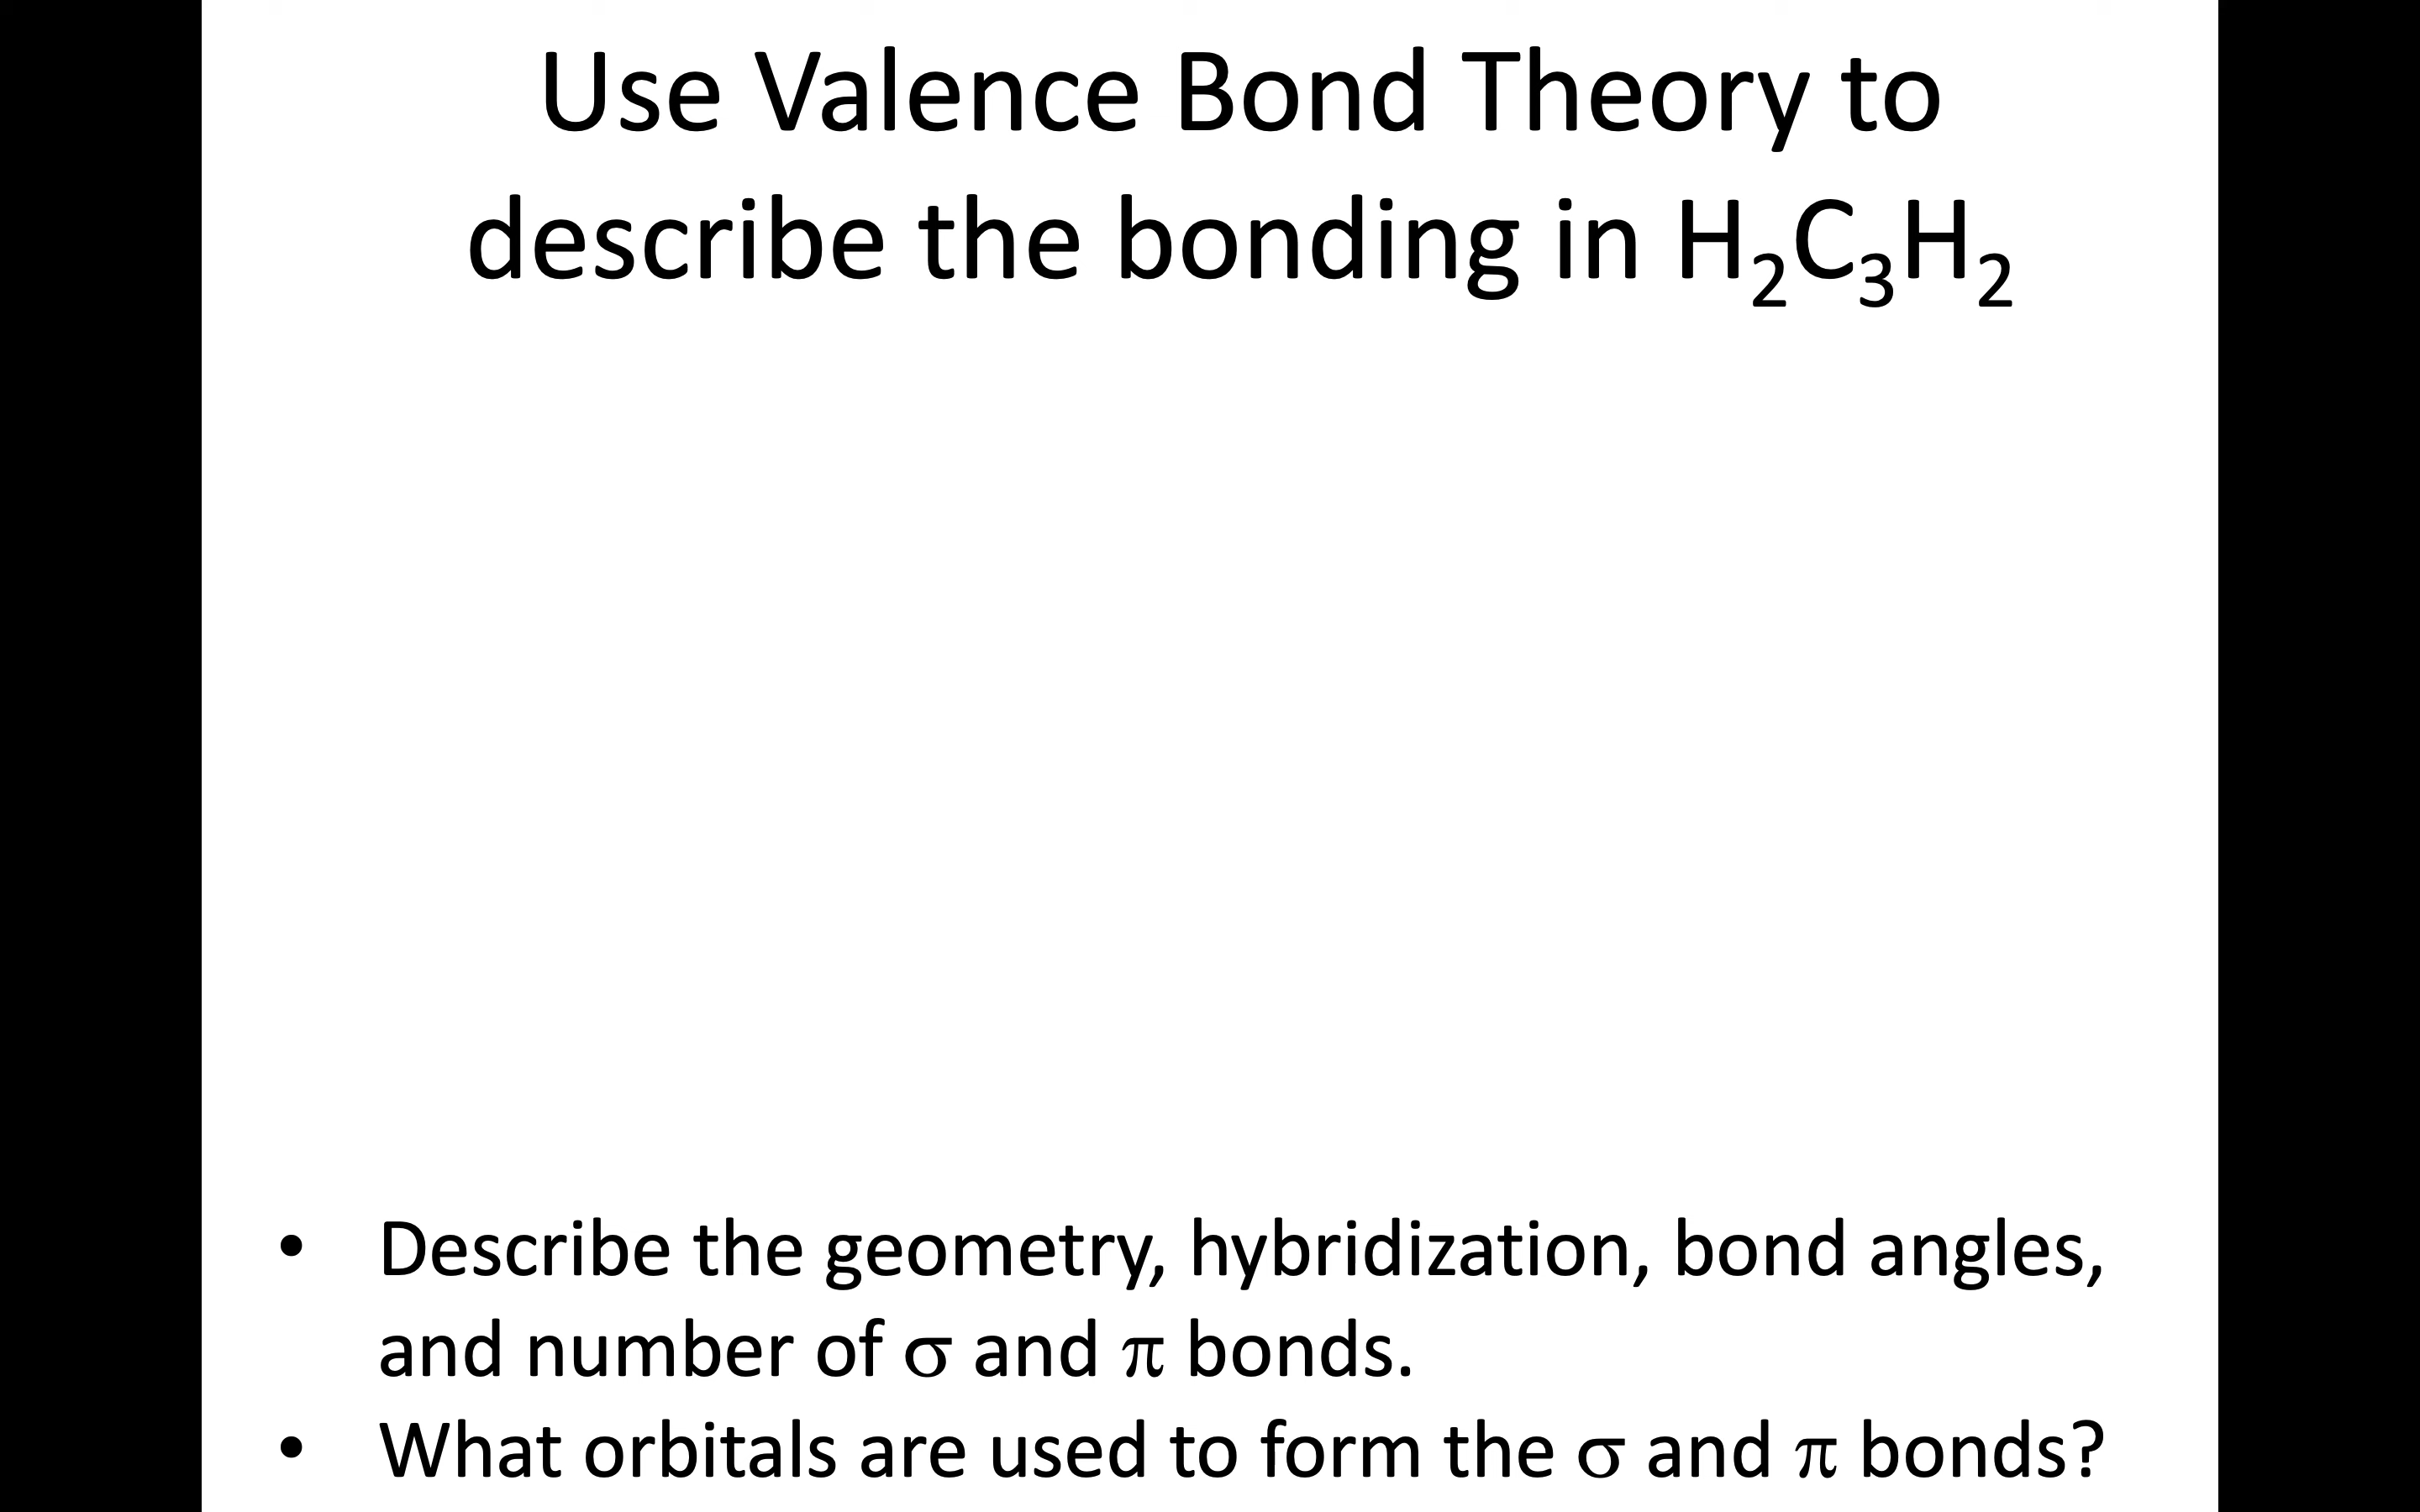 Use Valence Bond Theory to
describe the bonding in H₂C₃H₂
• Describe the geometry, hybridization, bond angles,
and number of σ and π bonds.
• What orbitals are used to form the σ and π bonds?